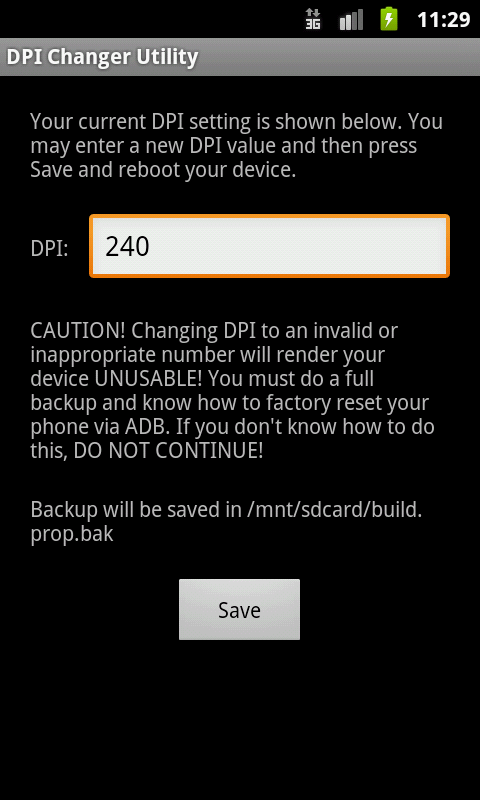 3G 11:29
DPI Changer Utility
Your current DPI setting is shown below. You
may enter a new DPI value and then press
Save and reboot your device.
DPI: 240
CAUTION! Changing DPI to an invalid or
inappropriate number will render your
device UNUSABLE! You must do a full
backup and know how to factory reset your
phone via ADB. If you don't know how to do
this, DO NOT CONTINUE!
Backup will be saved in /mnt/sdcard/build.
prop.bak
Save